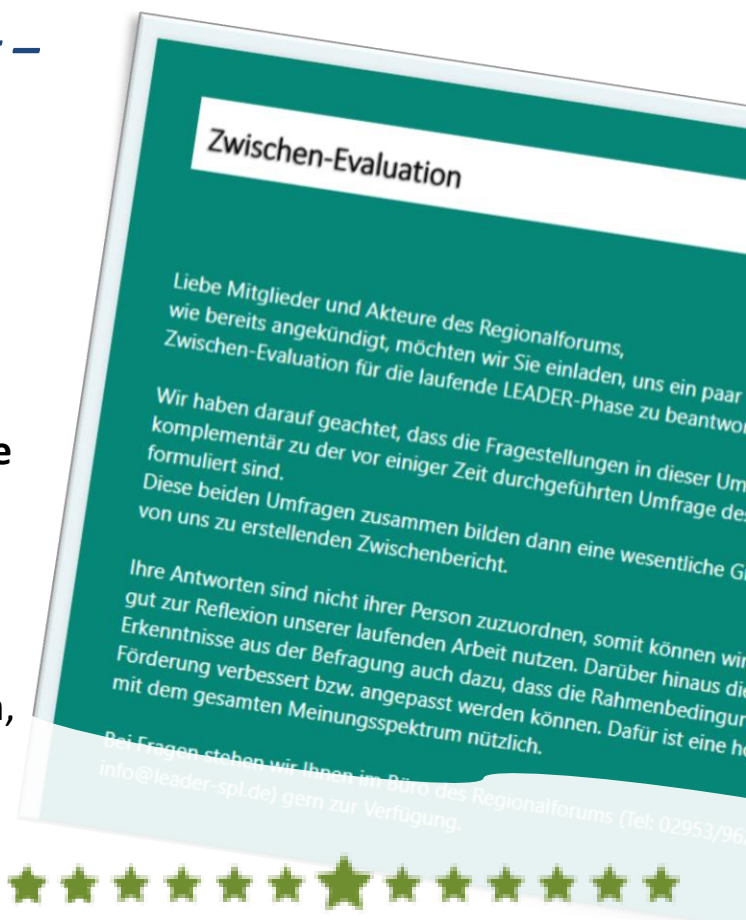 Zwischen-Evaluation
Liebe Mitglieder und Akteure des Regionalforums,
wie bereits angekündigt, möchten wir Sie einladen, uns ein paar
Zwischen-Evaluation für die laufende LEADER-Phase zu beantwor
Wir haben darauf geachtet, dass die Fragestellungen in dieser Um
komplementär zu der vor einiger Zeit durchgeführten Umfrage des
formuliert sind.
Diese beiden Umfragen zusammen bilden dann eine wesentliche G
von uns zu erstellenden Zwischenbericht.
Ihre Antworten sind nicht ihrer Person zuzuordnen, somit können wir
gut zur Reflexion unserer laufenden Arbeit nutzen. Darüber hinaus die
Erkenntnisse aus der Befragung auch dazu, dass die Rahmenbedingun
Förderung verbessert bzw. angepasst werden können. Dafür ist eine ho
mit dem gesamten Meinungsspektrum nützlich.
Bei Fragen stehen wir Ihnen im Büro des Regionalforums (Tel: 02953/96
info@leader-spl.de) gern zur Verfügung.